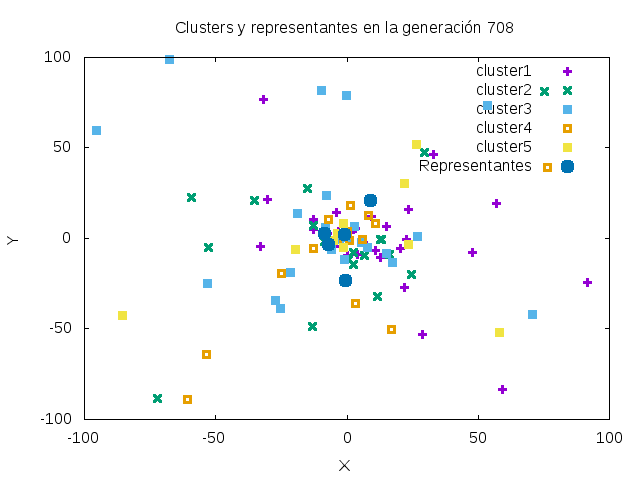 Clusters y representantes en la generación 708
cluster1
cluster2
cluster3
cluster4
cluster5
Representantes
100
50
0
-50
-100
Y
-100
-50
0
50
100
X